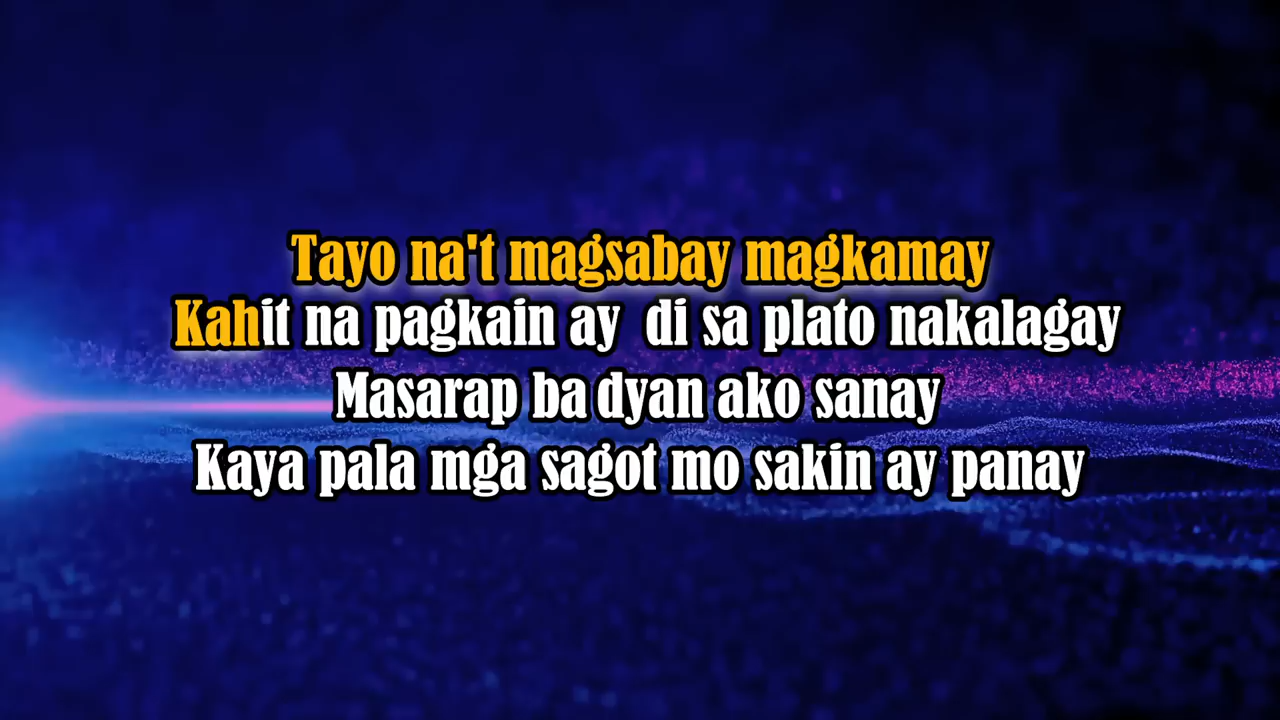 Tayo na't magsabay magkamay
Kahit na pagkain ay di sa plato nakalagay
Masarap ba dyan ako sanay
Kaya pala mga sagot mo sakin ay panay